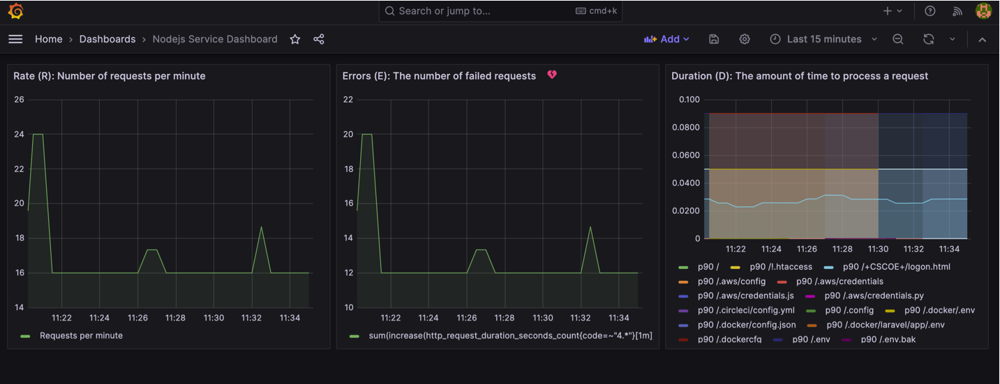 Search or jump to... cmd+k
Home › Dashboards › Nodejs Service Dashboard Add Last 15 minutes
Rate (R): Number of requests per minute
26
24
22
20
18
16
14
11:22 11:24 11:26 11:28 11:30 11:32 11:34
Requests per minute
Errors (E): The number of failed requests
22
20
18
16
14
12
10
11:22 11:24 11:26 11:28 11:30 11:32 11:34
sum(increase(http_request_duration_seconds_count{code=~"4.*"}[1m]
Duration (D): The amount of time to process a request
0.100
0.0800
0.0600
0.0400
0.0200
0
11:22 11:24 11:26 11:28 11:30 11:32 11:34
p90 / p90 /!.htaccess p90 /+CSCOE+/logon.html
p90 /.aws/config p90 /.aws/credentials
p90 /.aws/credentials.js p90 /.aws/credentials.py
p90 /.circleci/config.yml p90 /.config p90 /.docker/.env
p90 /.docker/config.json p90 /.docker/laravel/app/.env
p90 /.dockercfg p90 /.env p90 /.env.bak